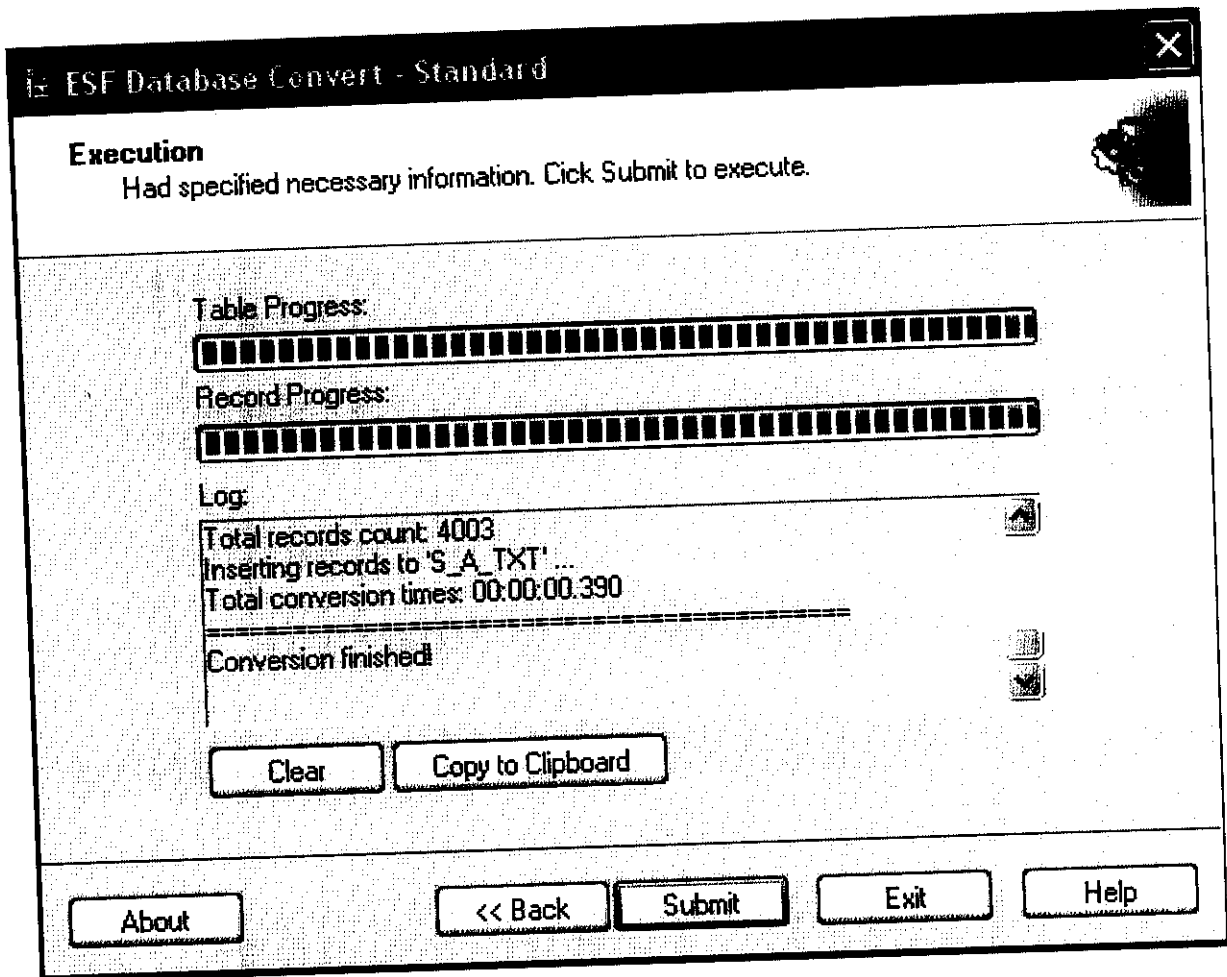 ESF Database Convert - Standard
Execution
Had specified necessary information. Cick Submit to execute.
Table Progress:
Record Progress:
Log:
Total records count: 4003
Inserting records to 'S_A_TXT' ...
Total conversion times: 00:00:00.390
=============================================
Conversion finished!
Clear
Copy to Clipboard
About
<< Back
Submit
Exit
Help